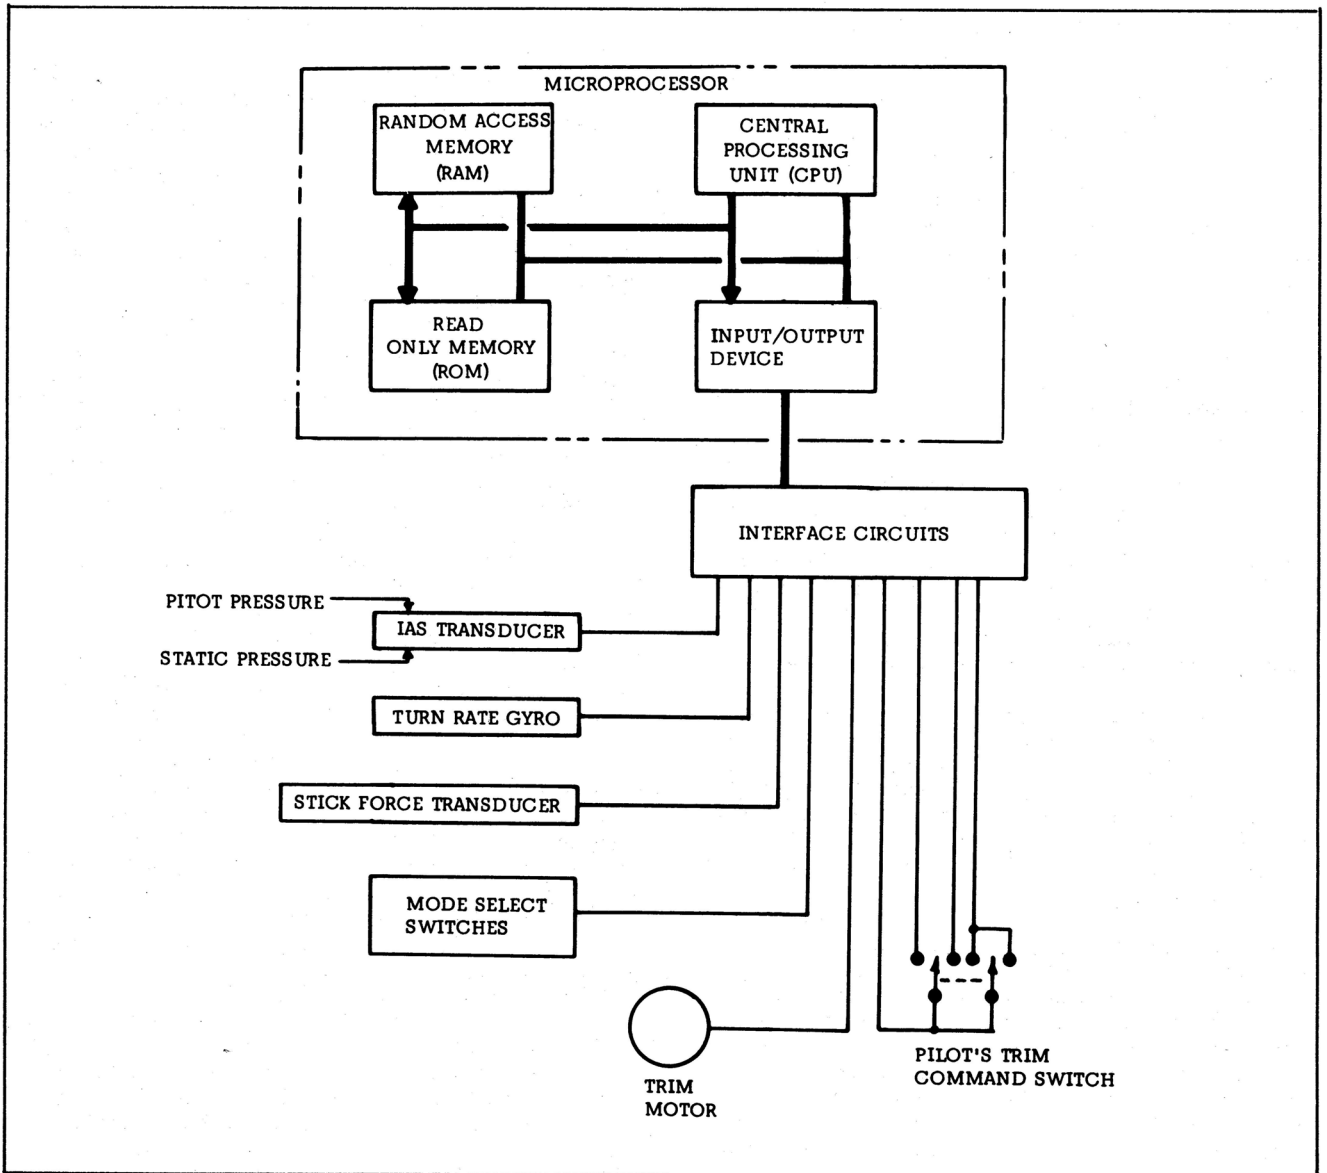 MICROPROCESSOR
RANDOM ACCESS
MEMORY
(RAM)
CENTRAL
PROCESSING
UNIT (CPU)
READ
ONLY MEMORY
(ROM)
INPUT/OUTPUT
DEVICE
INTERFACE CIRCUITS
PITOT PRESSURE
IAS TRANSDUCER
STATIC PRESSURE
TURN RATE GYRO
STICK FORCE TRANSDUCER
MODE SELECT
SWITCHES
TRIM
MOTOR
PILOT'S TRIM
COMMAND SWITCH